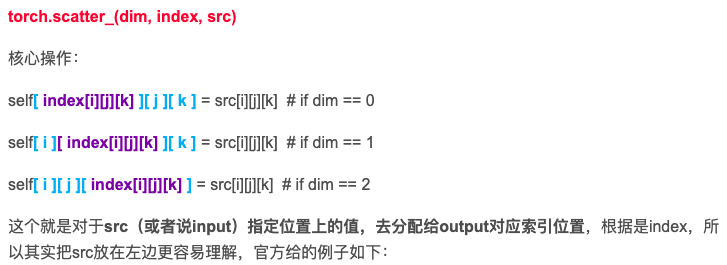 torch.scatter_(dim, index, src)
核心操作：
self[ index[i][j][k] ][ j ][ k ] = src[i][j][k]  # if dim == 0
self[ i ][ index[i][j][k] ][ k ] = src[i][j][k]  # if dim == 1
self[ i ][ j ][ index[i][j][k] ] = src[i][j][k]  # if dim == 2
这个就是对于src（或者说input）指定位置上的值，去分配给output对应索引位置，根据是index，所
以其实把src放在左边更容易理解，官方给的例子如下：